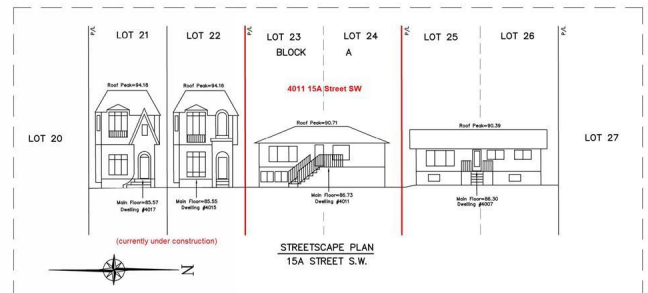 P/L
LOT 21
LOT 22
P/L
LOT 23
LOT 24
BLOCK A
P/L
LOT 25
LOT 26
P/L
4011 15A Street SW
Roof Peak=94.18
Roof Peak=94.16
Roof Peak=90.71
Roof Peak=90.39
LOT 20
LOT 27
Main Floor=85.57
Dwelling #4017
Main Floor=85.55
Dwelling #4015
Main Floor=86.73
Dwelling #4011
Main Floor=86.30
Dwelling #4007
(currently under construction)
STREETSCAPE PLAN
15A STREET S.W.
N